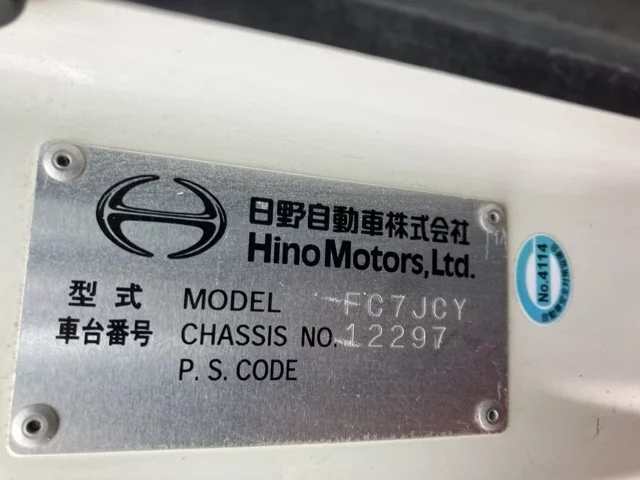 日野自動車株式会社
Hino Motors, Ltd.
型式 MODEL FC7JCY
車台番号 CHASSIS NO. 12297
P. S. CODE
No.4114